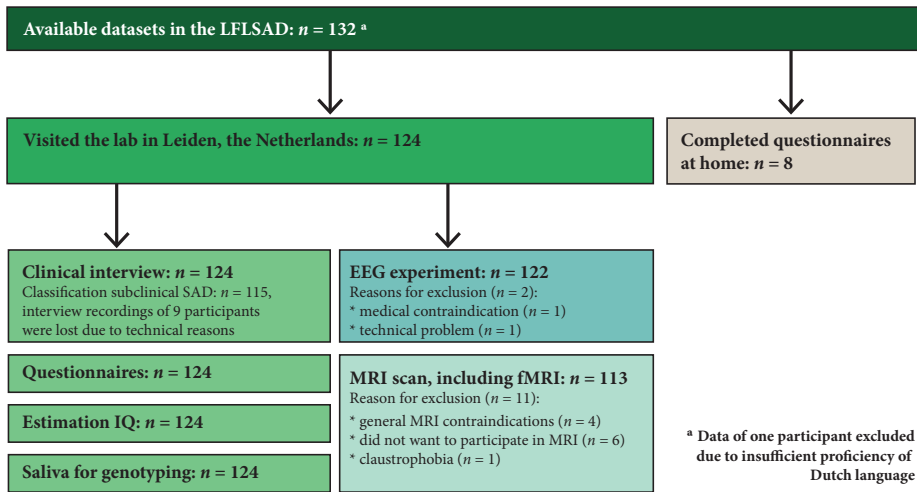 Available datasets in the LFLSAD: n = 132 a
Visited the lab in Leiden, the Netherlands: n = 124
Completed questionnaires
at home: n = 8
Clinical interview: n = 124
Classification subclinical SAD: n = 115,
interview recordings of 9 participants
were lost due to technical reasons
Questionnaires: n = 124
Estimation IQ: n = 124
Saliva for genotyping: n = 124
EEG experiment: n = 122
Reasons for exclusion (n = 2):
* medical contraindication (n = 1)
* technical problem (n = 1)
MRI scan, including fMRI: n = 113
Reason for exclusion (n = 11):
* general MRI contraindications (n = 4)
* did not want to participate in MRI (n = 6)
* claustrophobia (n = 1)
a Data of one participant excluded
due to insufficient proficiency of
Dutch language